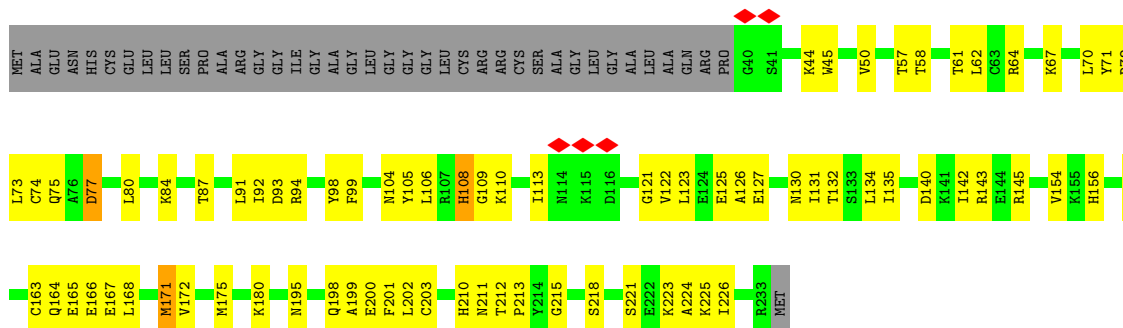 MET ALA GLU ASN HIS CYS GLU LEU LEU SER PRO ALA ARG GLY GLY ILE GLY ALA GLY LEU GLY GLY GLY LEU CYS ARG ARG CYS SER ALA GLY LEU GLY ALA LEU ALA GLN ARG PRO G40 S41 K44 W45 V50 T57 T58 T61 L62 C63 R64 K67 L70 Y71
L73 C74 Q75 A76 D77 L80 K84 T87 L91 I92 D93 R94 Y98 F99 N104 Y105 L106 R107 H108 G109 K110 I113 N114 K115 D116 G121 V122 L123 E124 E125 A126 E127 N130 I131 T132 S133 L134 I135 D140 K141 I142 R143 E144 R145 V154 K155 H156
C163 Q164 E165 E166 E167 L168 M171 V172 M175 K180 N195 Q198 A199 E200 F201 L202 C203 H210 N211 T212 P213 Y214 G215 S218 S221 E222 K223 A224 K225 I226 R233 MET